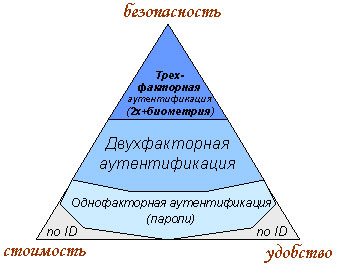 безопасность
Трех-
факторная
аутентификация
(2х+биометрия)
Двухфакторная
аутентификация
Однофакторная аутентификация
(пароли)
no ID
no ID
стоимость
удобство